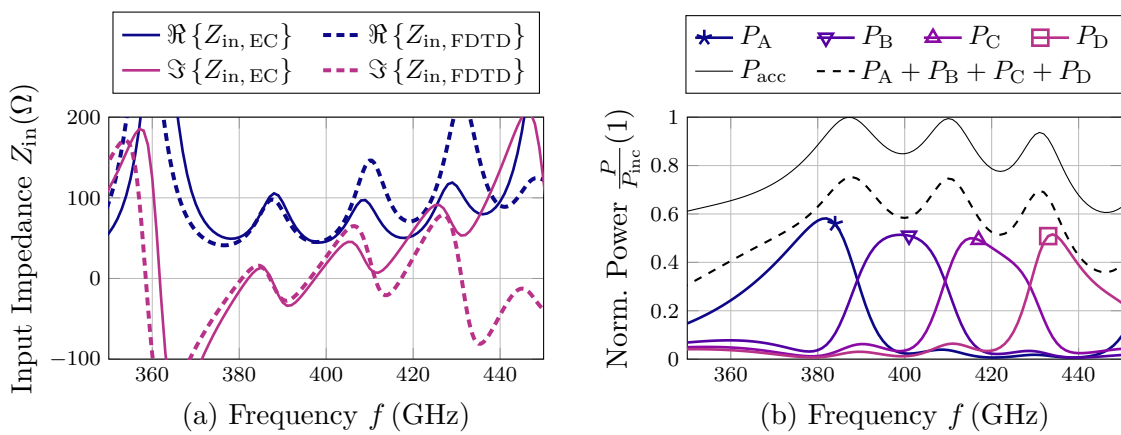 ℜ{Z_in, EC} ℜ{Z_in, FDTD}
ℑ{Z_in, EC} ℑ{Z_in, FDTD}
Input Impedance Z_in(Ω)
200
100
0
−100
360 380 400 420 440
(a) Frequency f (GHz)
P_A P_B P_C P_D
P_acc P_A + P_B + P_C + P_D
Norm. Power P/P_inc (1)
1
0.8
0.6
0.4
0.2
0
360 380 400 420 440
(b) Frequency f (GHz)